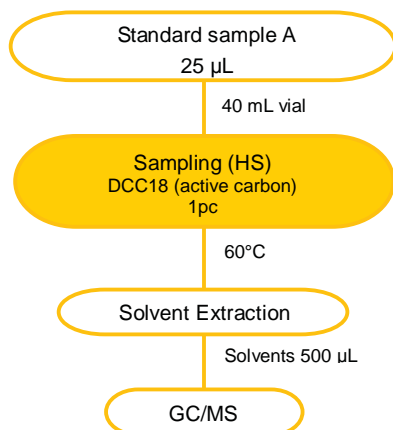 Standard sample A
25 µL
40 mL vial
Sampling (HS)
DCC18 (active carbon)
1pc
60°C
Solvent Extraction
Solvents 500 µL
GC/MS